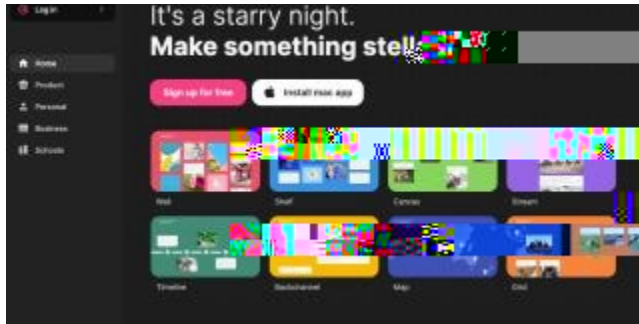 Log in
It's a starry night.
Make something stell
Sign up for free
Install mac app
Home
Product
Personal
Business
Schools
Wall
Shelf
Canvas
Stream
Timeline
Backchannel
Map
Grid